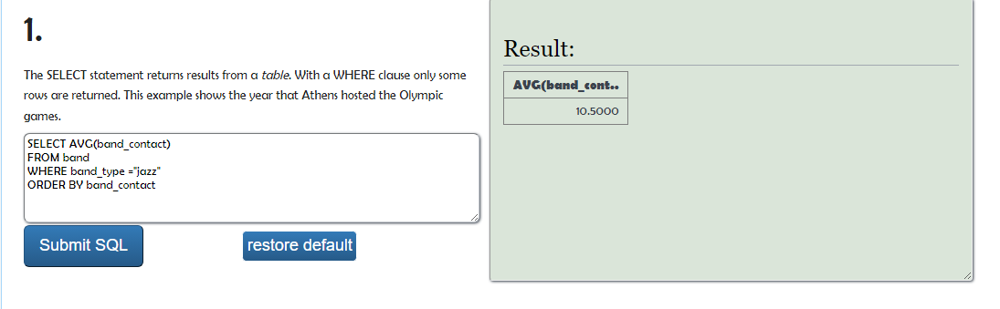 1.
The SELECT statement returns results from a table. With a WHERE clause only some
rows are returned. This example shows the year that Athens hosted the Olympic
games.
SELECT AVG(band_contact)
FROM band
WHERE band_type ="jazz"
ORDER BY band_contact
Submit SQL
restore default
Result:
AVG(band_cont..
10.5000